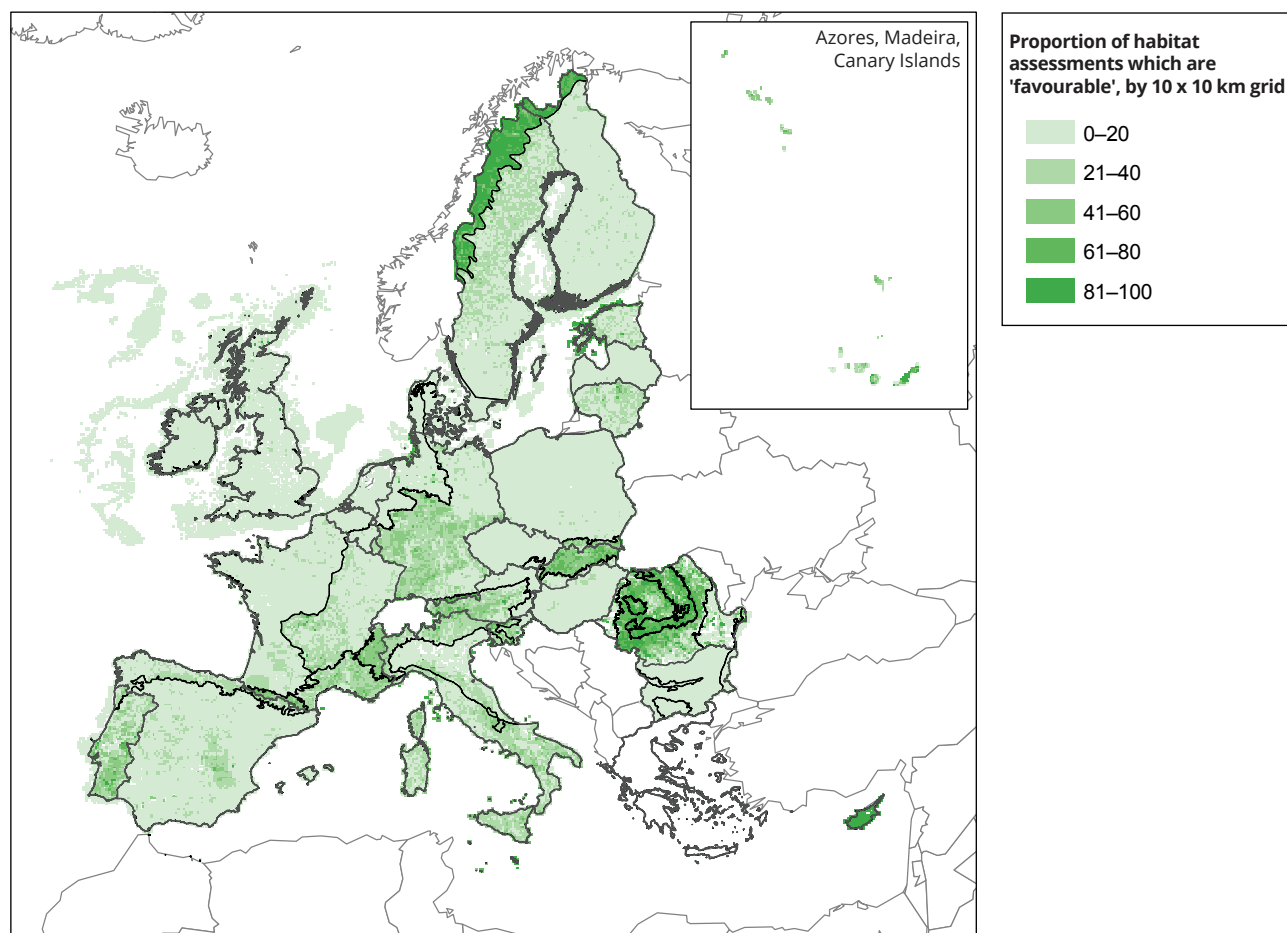 Azores, Madeira,
Canary Islands
Proportion of habitat
assessments which are
'favourable', by 10 x 10 km grid
0–20
21–40
41–60
61–80
81–100